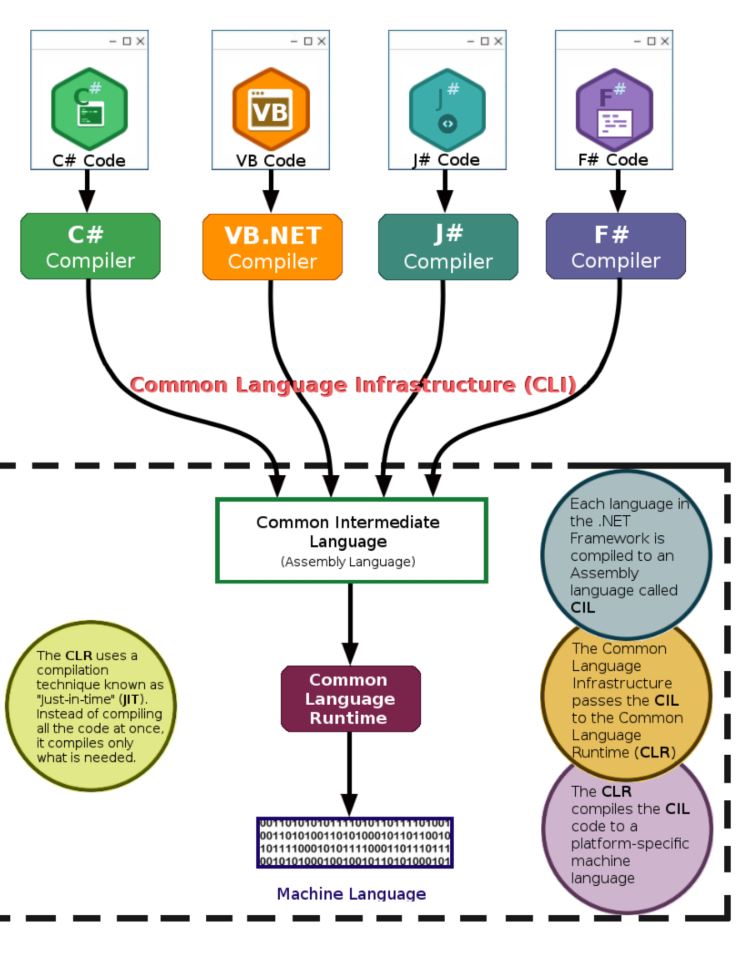 C#
VB
J#
F#
C# Code
VB Code
J# Code
F# Code
C#
Compiler
VB.NET
Compiler
J#
Compiler
F#
Compiler
Common Language Infrastructure (CLI)
Common Intermediate
Language
(Assembly Language)
Each language in
the .NET
Framework is
compiled to an
Assembly
language called
CIL
The CLR uses a
compilation
technique known as
"Just-in-time" (JIT).
Instead of compiling
all the code at once,
it compiles only
what is needed.
Common
Language
Runtime
The Common
Language
Infrastructure
passes the CIL
to the Common
Language
Runtime (CLR)
The CLR
compiles the CIL
code to a
platform-specific
machine
language
Machine Language